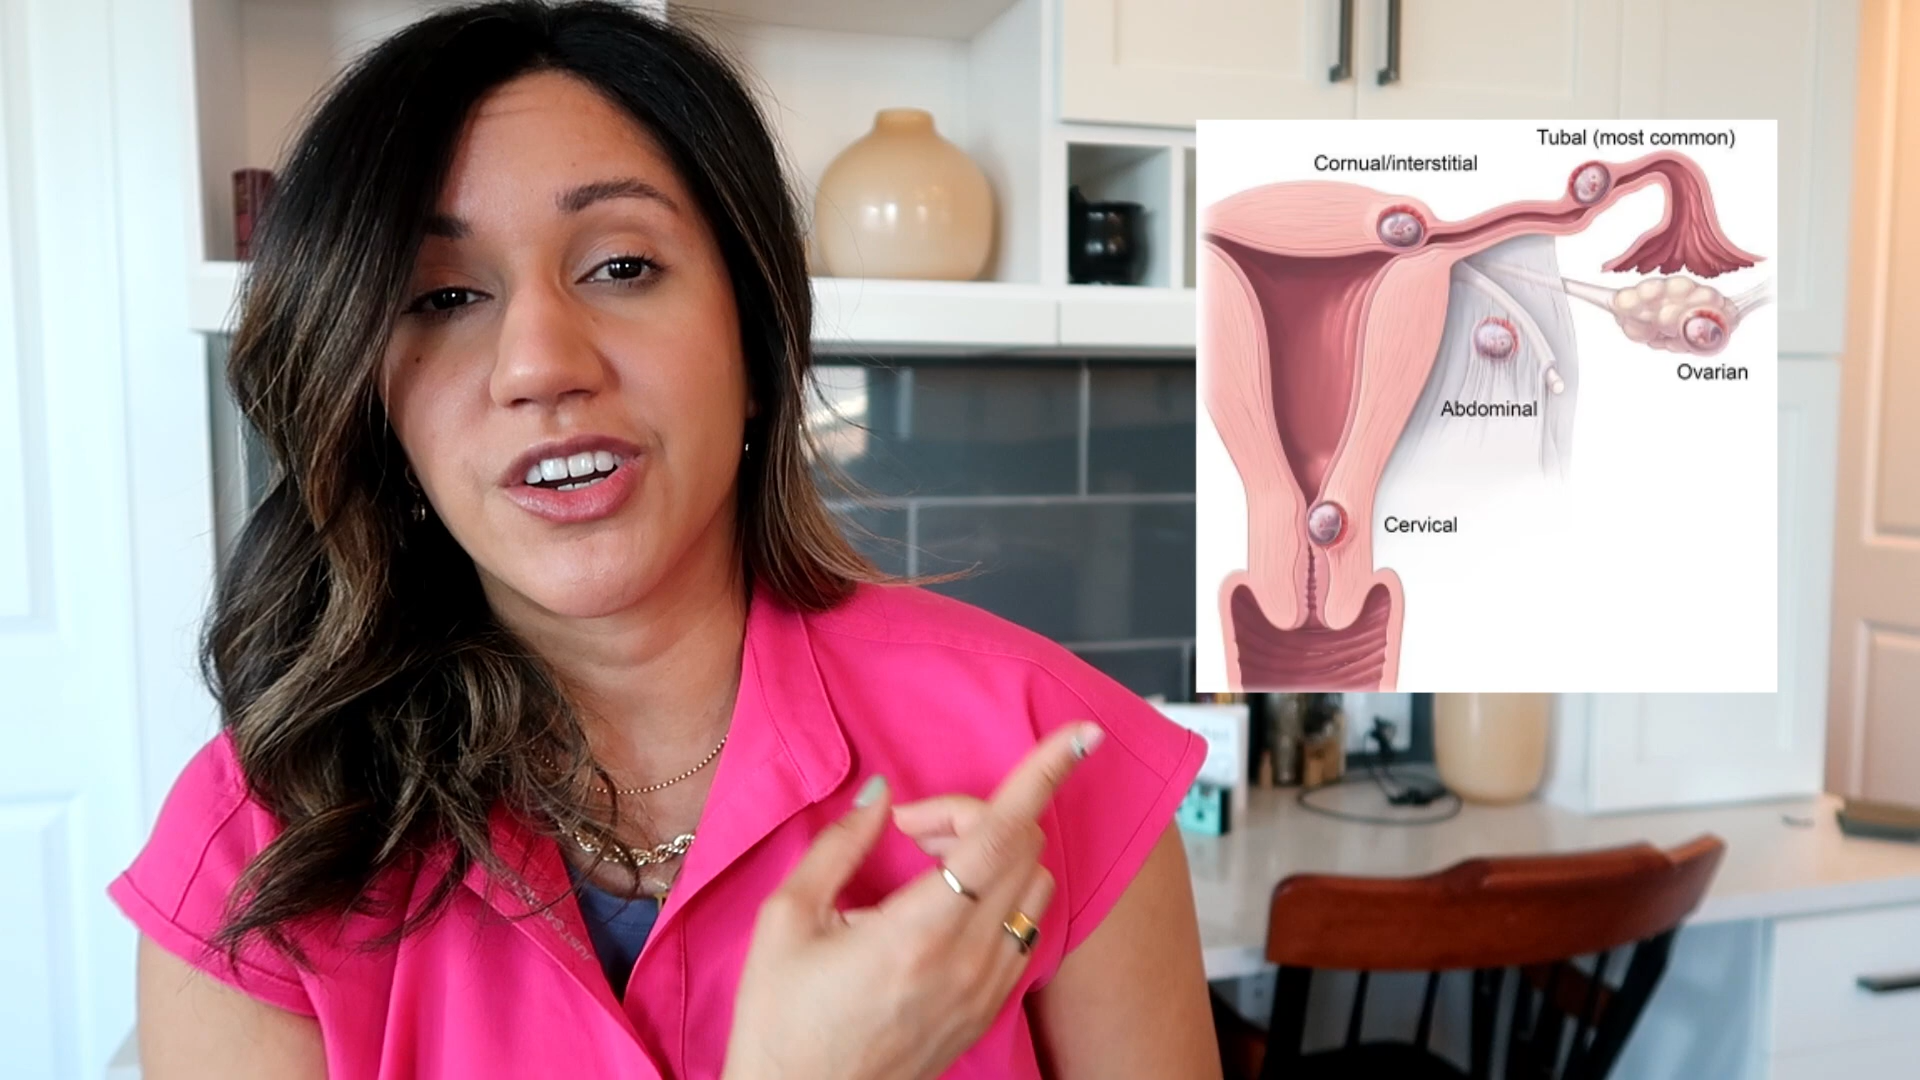 Tubal (most common)
Cornual/interstitial
Ovarian
Abdominal
Cervical